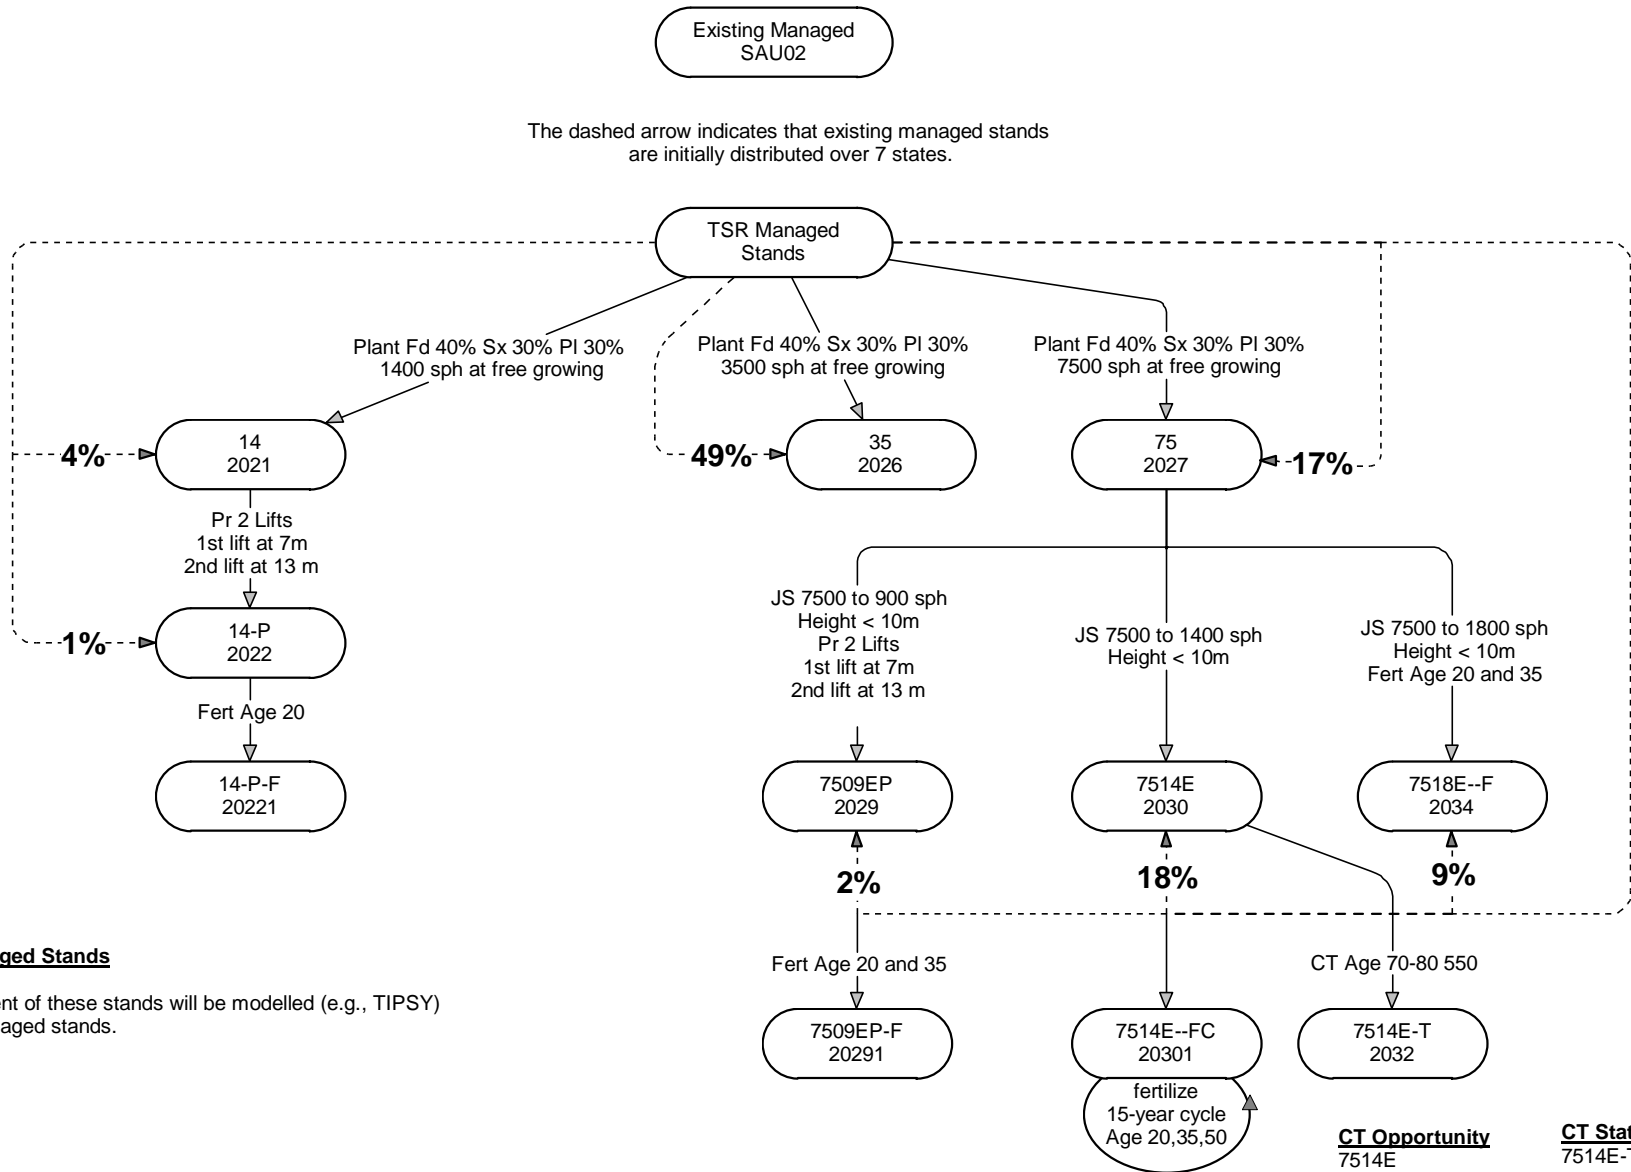 Existing Managed
SAU02
The dashed arrow indicates that existing managed stands
are initially distributed over 7 states.
TSR Managed
Stands
Plant Fd 40% Sx 30% Pl 30%
1400 sph at free growing
Plant Fd 40% Sx 30% Pl 30%
3500 sph at free growing
Plant Fd 40% Sx 30% Pl 30%
7500 sph at free growing
4%
14
2021
49%
35
2026
75
2027
17%
Pr 2 Lifts
1st lift at 7m
2nd lift at 13 m
1%
14-P
2022
JS 7500 to 900 sph
Height < 10m
Pr 2 Lifts
1st lift at 7m
2nd lift at 13 m
JS 7500 to 1400 sph
Height < 10m
JS 7500 to 1800 sph
Height < 10m
Fert Age 20 and 35
Fert Age 20
14-P-F
20221
7509EP
2029
7514E
2030
7518E--F
2034
2%
18%
9%
ged Stands
ent of these stands will be modelled (e.g., TIPSY)
aged stands.
Fert Age 20 and 35
CT Age 70-80 550
7509EP-F
20291
7514E--FC
20301
7514E-T
2032
fertilize
15-year cycle
Age 20,35,50
CT Opportunity
7514E
CT Stat
7514E-T